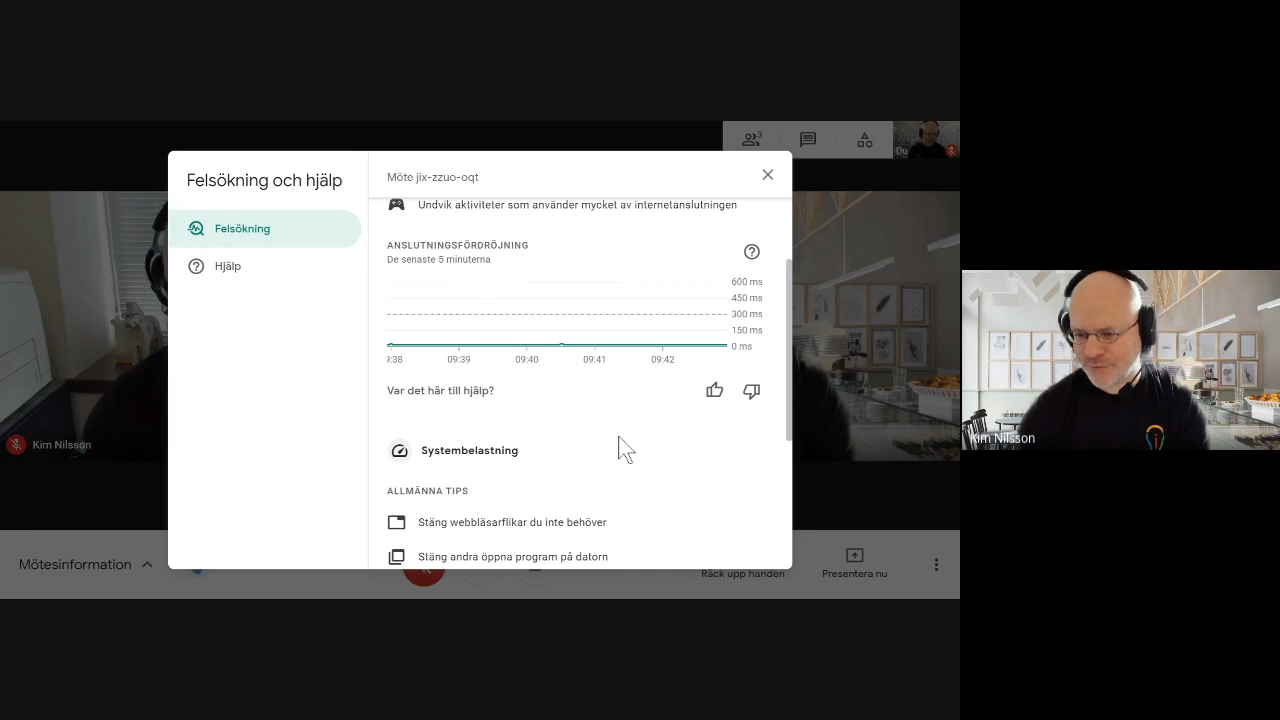 3
Du
Felsökning och hjälp
Möte jix-zzuo-oqt
Undvik aktiviteter som använder mycket av internetanslutningen
Felsökning
Hjälp
ANSLUTNINGSFÖRDRÖJNING
De senaste 5 minuterna
600 ms
450 ms
300 ms
150 ms
0 ms
:38
09:39
09:40
09:41
09:42
Var det här till hjälp?
Kim Nilsson
Kim Nilsson
Systembelastning
ALLMÄNNA TIPS
Stäng webbläsarflikar du inte behöver
Stäng andra öppna program på datorn
Mötesinformation
Räck upp handen
Presentera nu